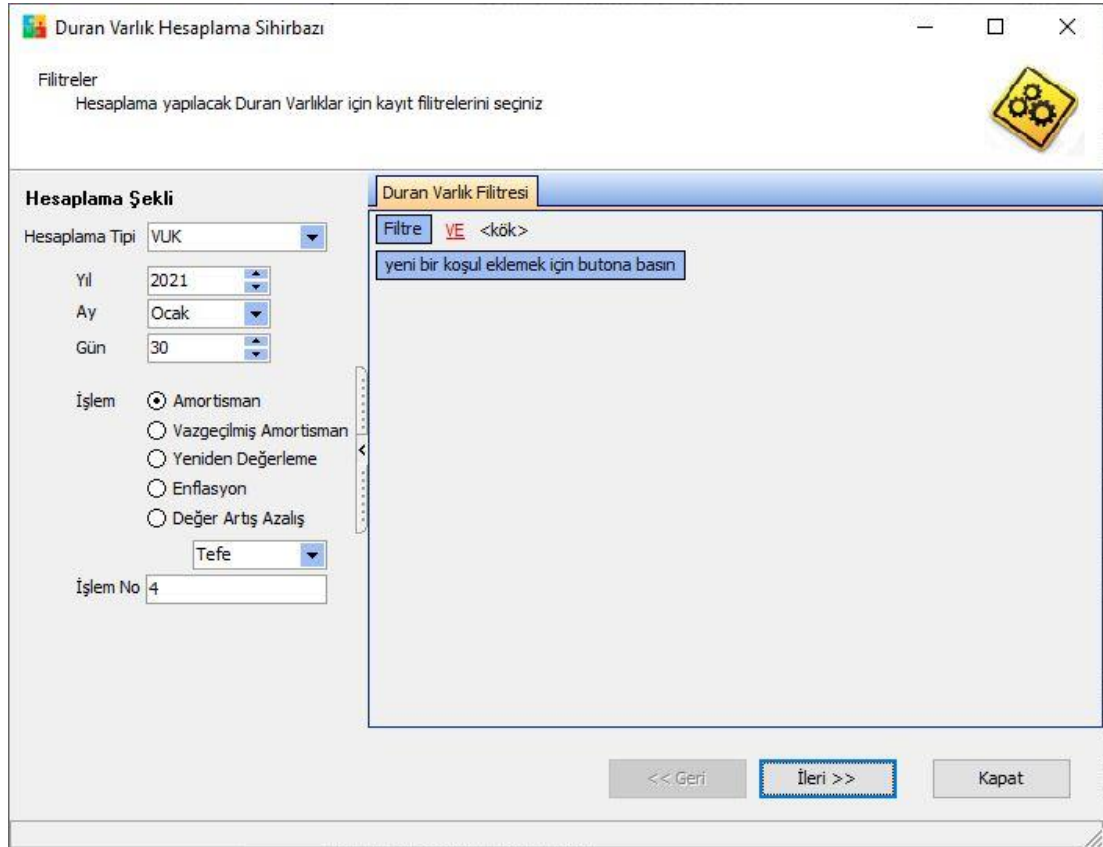 Duran Varlık Hesaplama Sihirbazı
Filitreler
Hesaplama yapılacak Duran Varlıklar için kayıt filitrelerini seçiniz
Hesaplama Şekli
Hesaplama Tipi VUK
Yıl 2021
Ay Ocak
Gün 30
İşlem Amortisman
Vazgeçilmiş Amortisman
Yeniden Değerleme
Enflasyon
Değer Artış Azalış
Tefe
İşlem No 4
Duran Varlık Filitresi
Filtre VE <kök>
yeni bir koşul eklemek için butona basın
<< Geri İleri >> Kapat